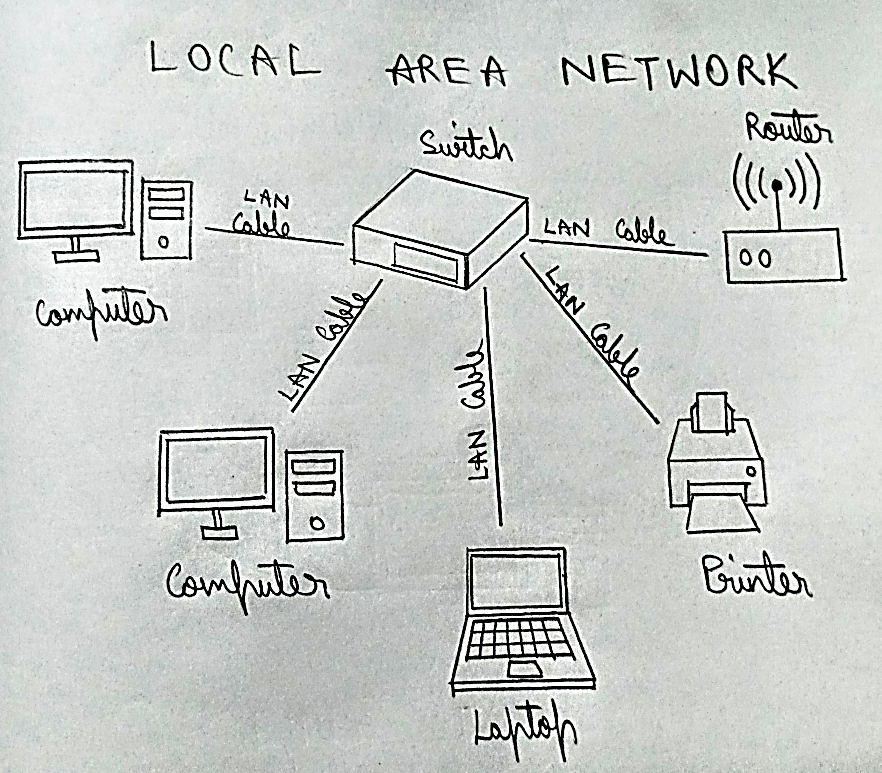 LOCAL AREA NETWORK
Switch
Router
LAN
Cable
LAN Cable
Computer
LAN Cable
LAN Cable
LAN Cable
Computer
Printer
Laptop